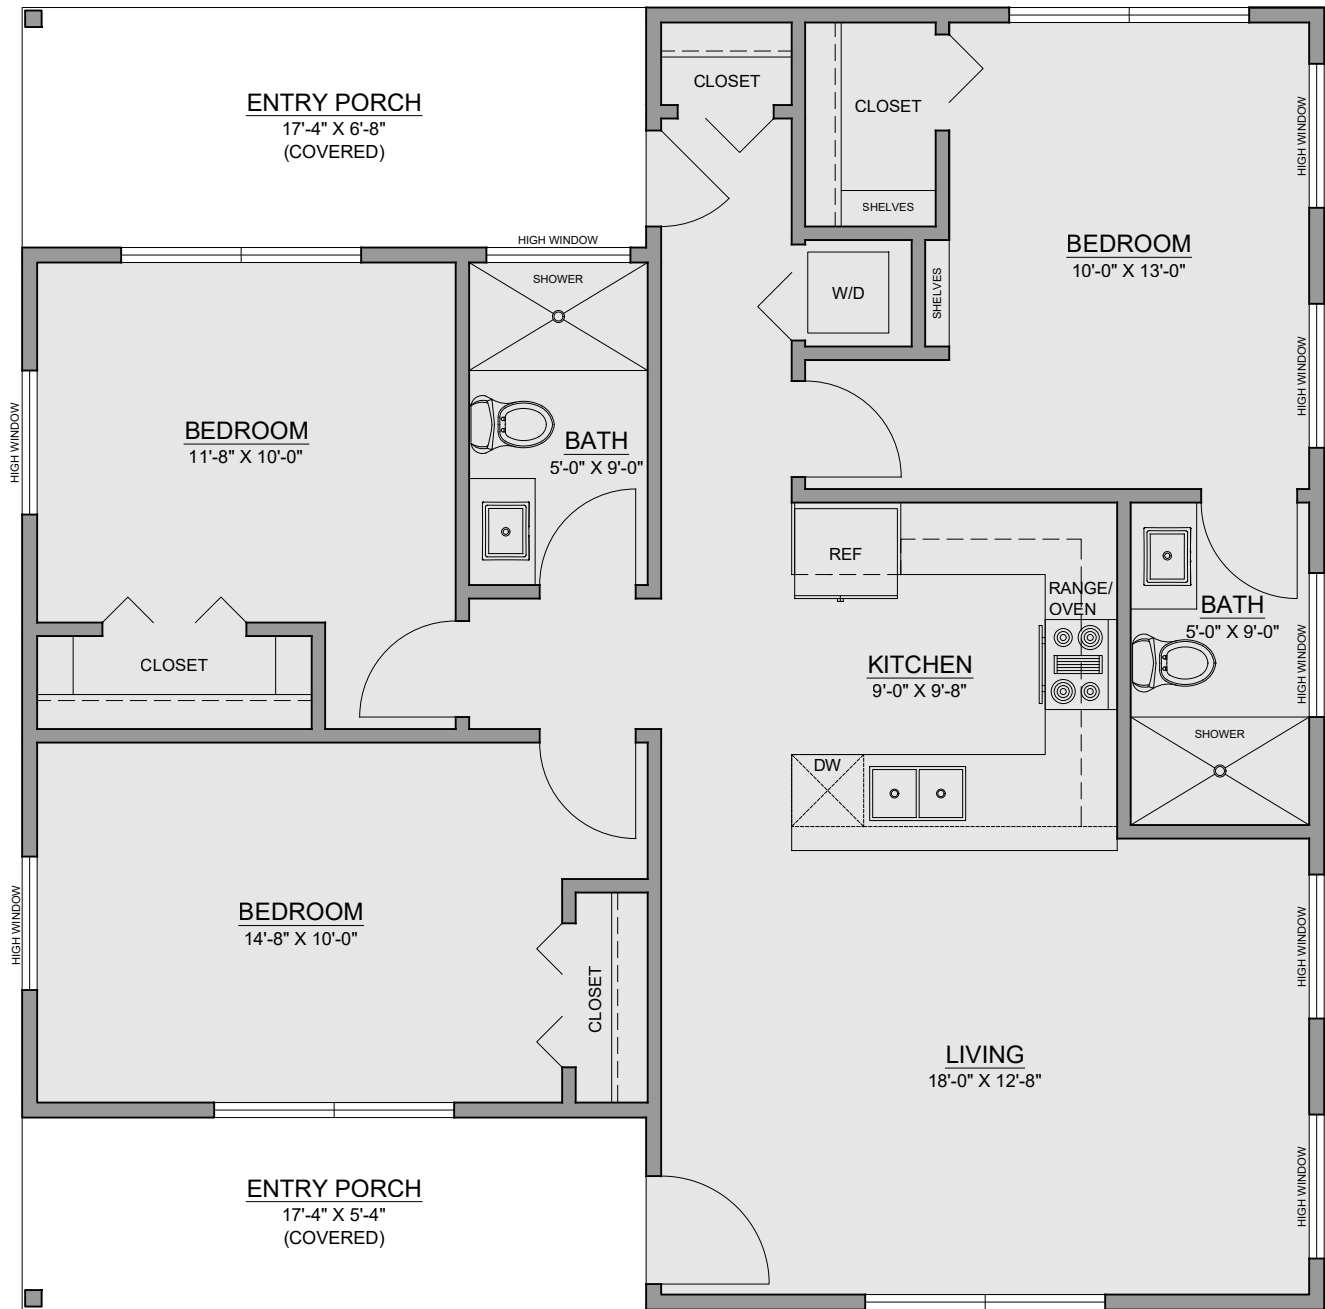 CLOSET
ENTRY PORCH
17'-4" X 6'-8"
(COVERED)
CLOSET
HIGH WINDOW
SHELVES
HIGH WINDOW
BEDROOM
10'-0" X 13'-0"
SHOWER
W/D
SHELVES
HIGH WINDOW
HIGH WINDOW
BEDROOM
11'-8" X 10'-0"
BATH
5'-0" X 9'-0"
REF
RANGE/
OVEN
BATH
5'-0" X 9'-0"
HIGH WINDOW
CLOSET
KITCHEN
9'-0" X 9'-8"
SHOWER
DW
HIGH WINDOW
BEDROOM
14'-8" X 10'-0"
CLOSET
HIGH WINDOW
LIVING
18'-0" X 12'-8"
HIGH WINDOW
ENTRY PORCH
17'-4" X 5'-4"
(COVERED)